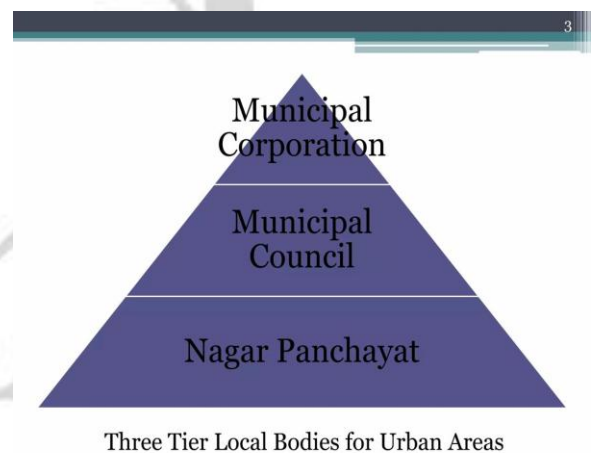 3
Municipal
Corporation
Municipal
Council
Nagar Panchayat
Three Tier Local Bodies for Urban Areas